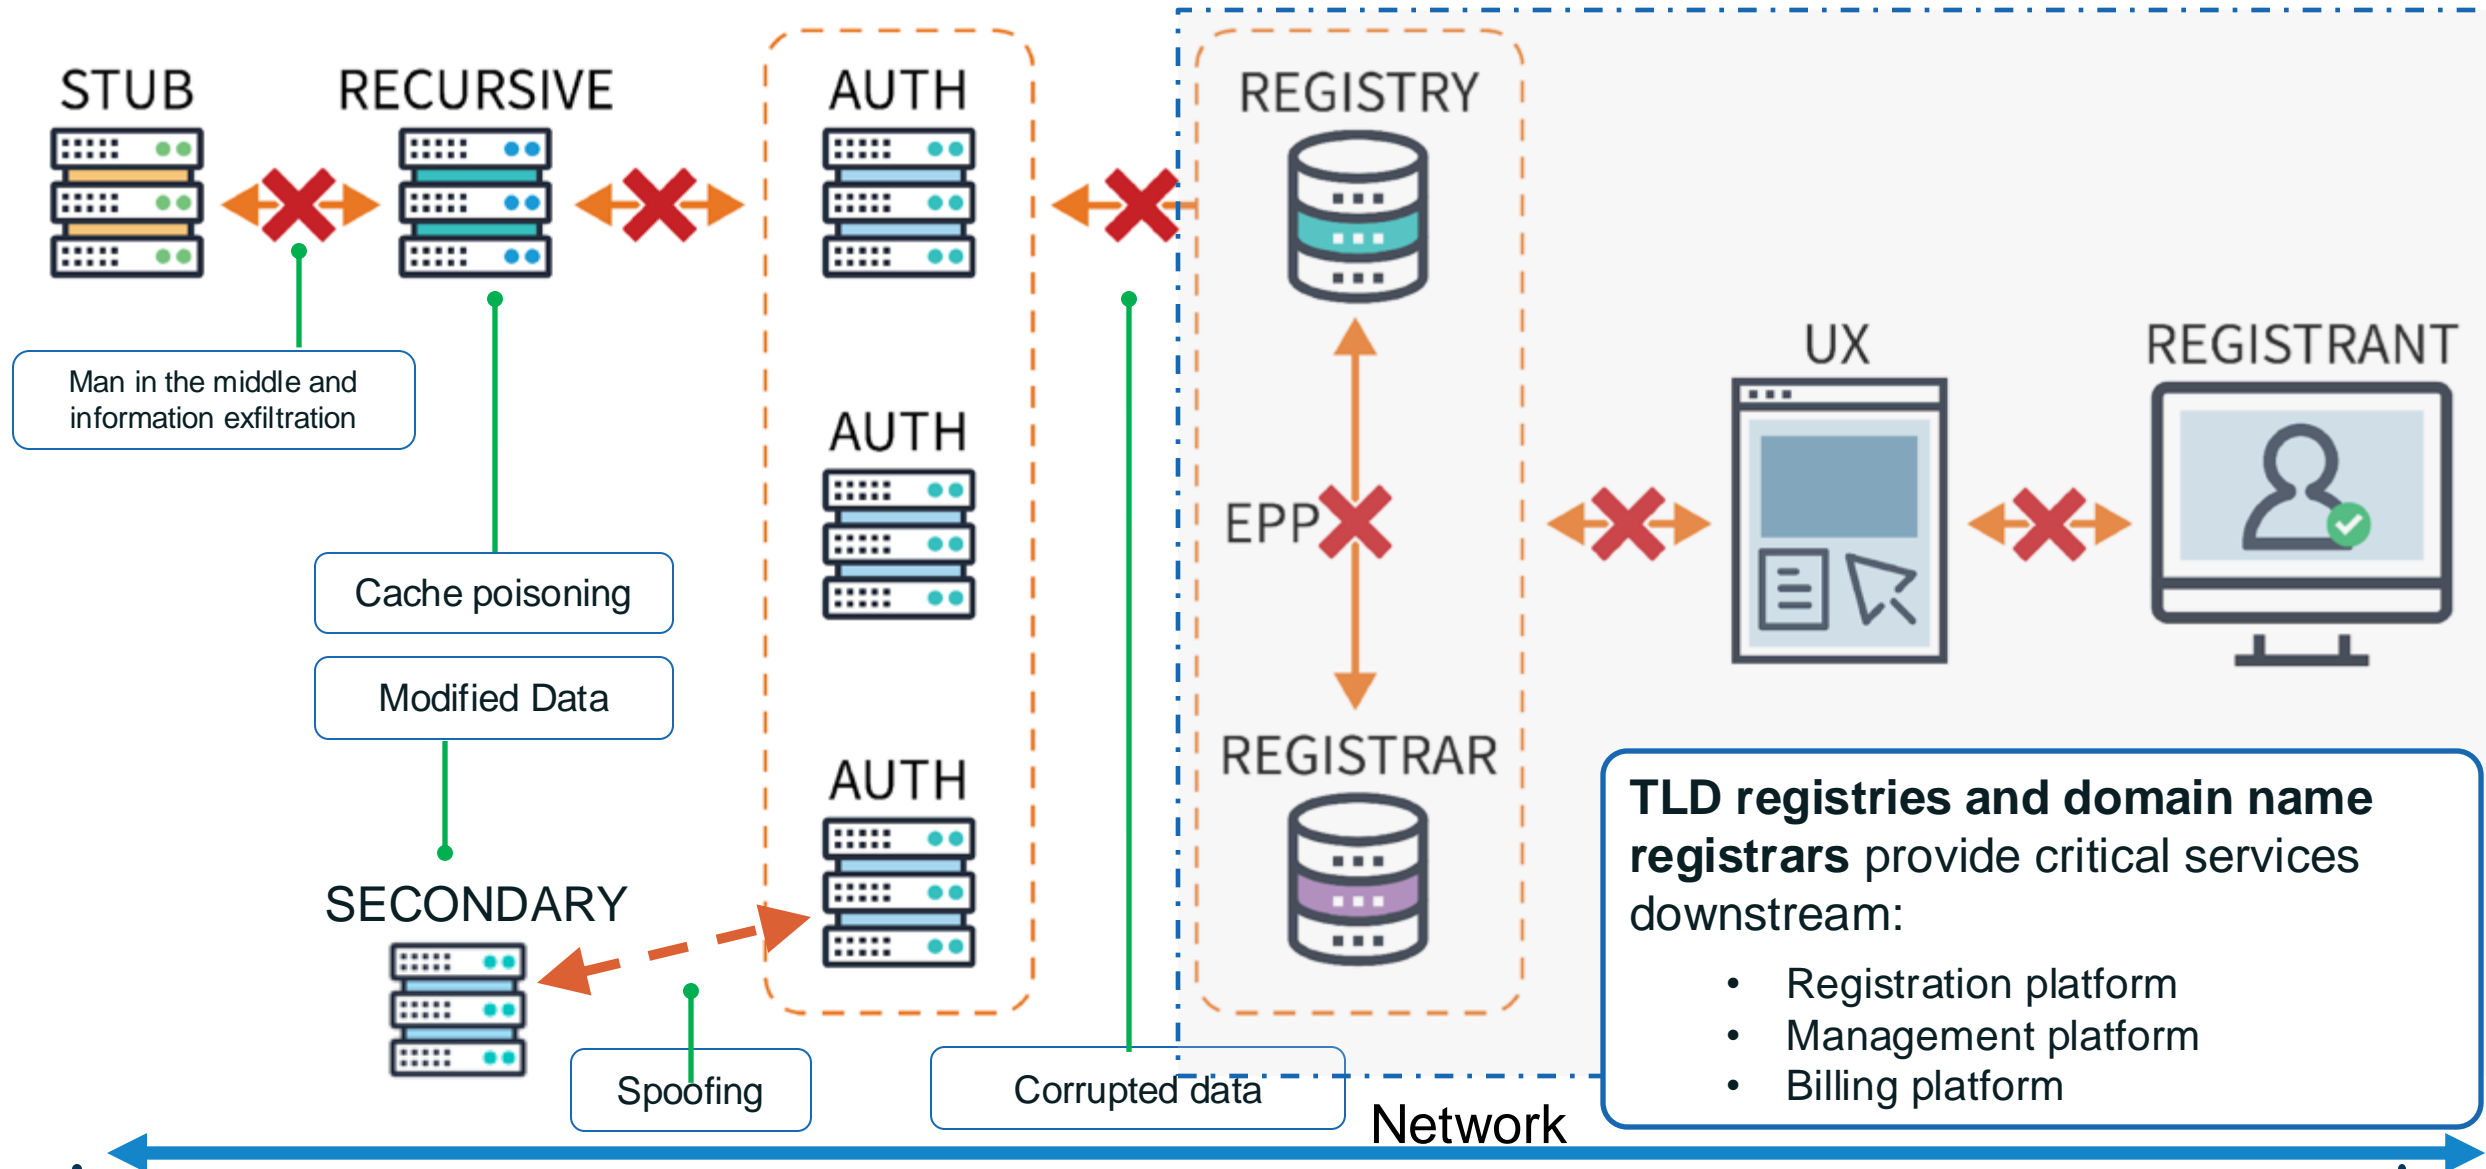 STUB
RECURSIVE
AUTH
REGISTRY
Man in the middle and
information exfiltration
AUTH
UX
REGISTRANT
EPP
Cache poisoning
Modified Data
AUTH
REGISTRAR
SECONDARY
TLD registries and domain name
registrars provide critical services
downstream:
• Registration platform
• Management platform
• Billing platform
Spoofing
Corrupted data
Network